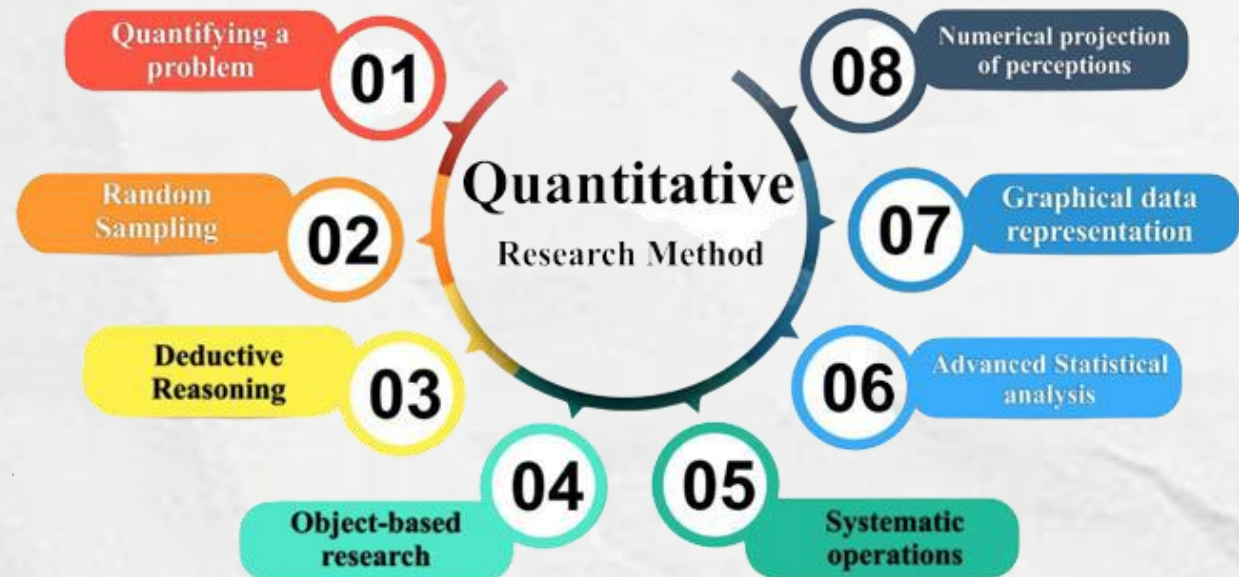 Quantitative
Research Method
01
Quantifying a
problem
02
Random
Sampling
03
Deductive
Reasoning
04
Object-based
research
05
Systematic
operations
06
Advanced Statistical
analysis
07
Graphical data
representation
08
Numerical projection
of perceptions